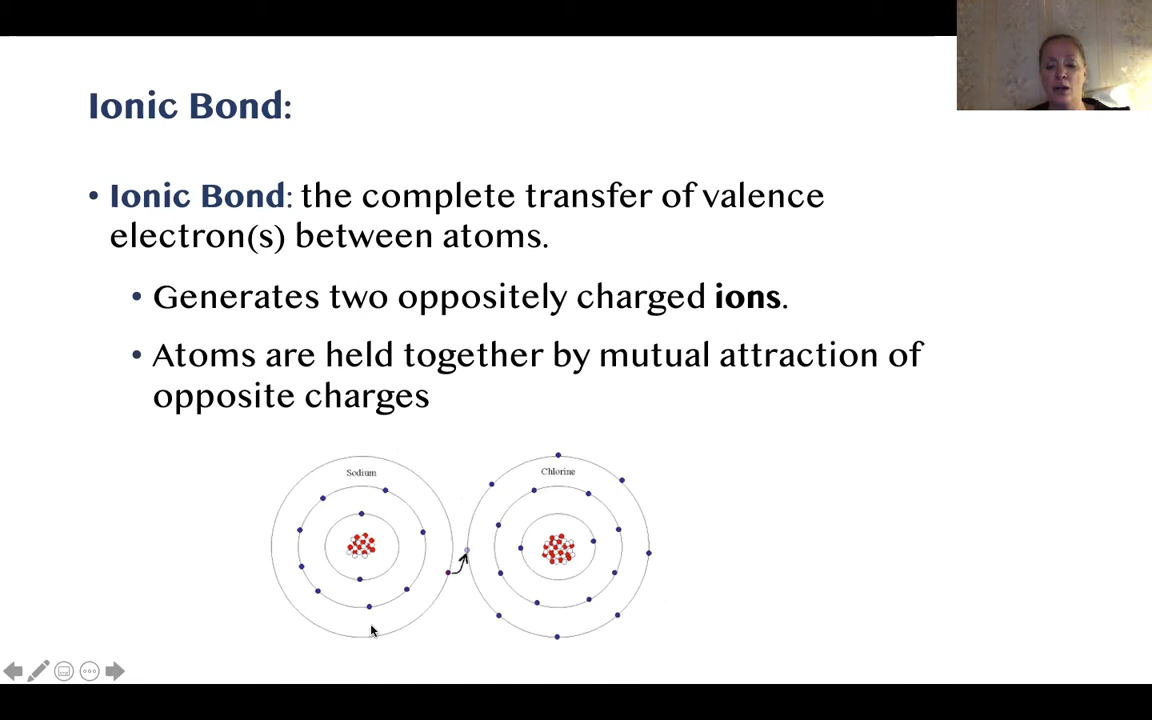 Ionic Bond:
• Ionic Bond: the complete transfer of valence
electron(s) between atoms.
• Generates two oppositely charged ions.
• Atoms are held together by mutual attraction of
opposite charges
Sodium
Chlorine